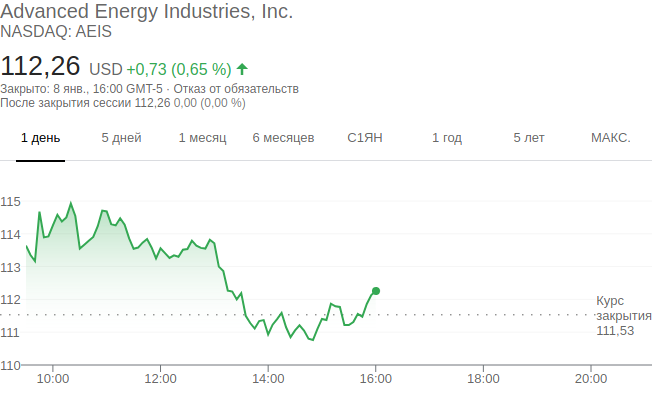 Advanced Energy Industries, Inc.
NASDAQ: AEIS
112,26 USD +0,73 (0,65 %)
Закрыто: 8 янв., 16:00 GMT-5 · Отказ от обязательств
После закрытия сессии 112,26 0,00 (0,00 %)
1 день 5 дней 1 месяц 6 месяцев С1ЯН 1 год 5 лет МАКС.
115
114
113
112
111
110
Курс
закрытия
111,53
10:00 12:00 14:00 16:00 18:00 20:00